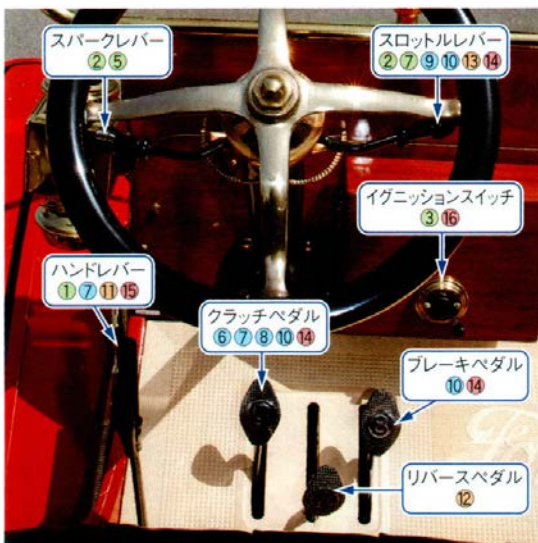 スパークレバー
②⑤
スロットルレバー
②⑦⑨⑩⑬⑭
イグニッションスイッチ
③⑯
ハンドレバー
①⑦⑪⑮
クラッチペダル
⑥⑦⑧⑩⑭
ブレーキペダル
⑩⑭
リバースペダル
⑫